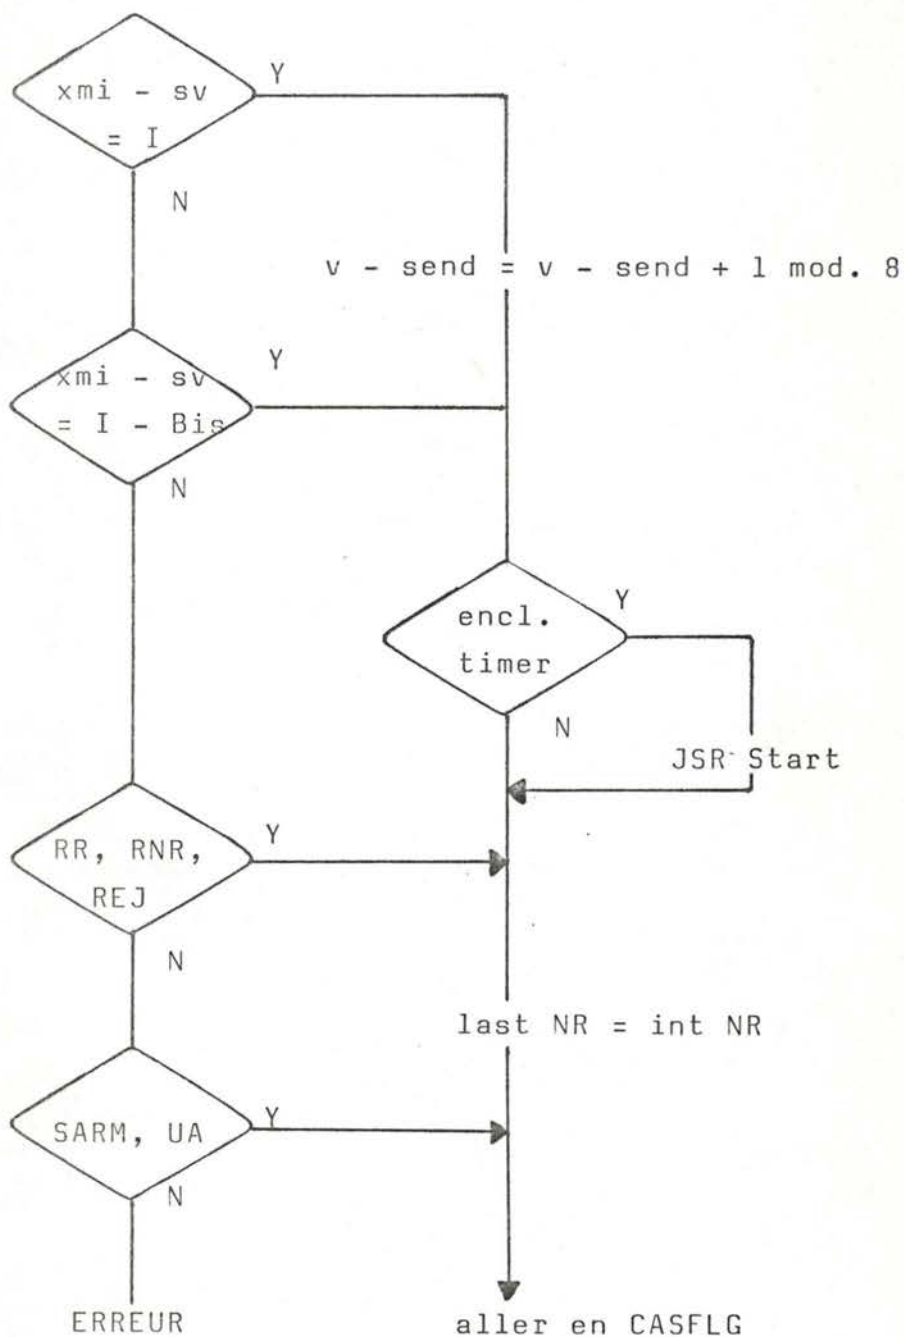 xmi - sv
= I
Y
N
v - send = v - send + 1 mod. 8
xmi - sv
= I - Bis
Y
N
encl.
timer
Y
N
JSR Start
RR, RNR,
REJ
Y
N
last NR = int NR
SARM, UA
Y
N
ERREUR
aller en CASFLG